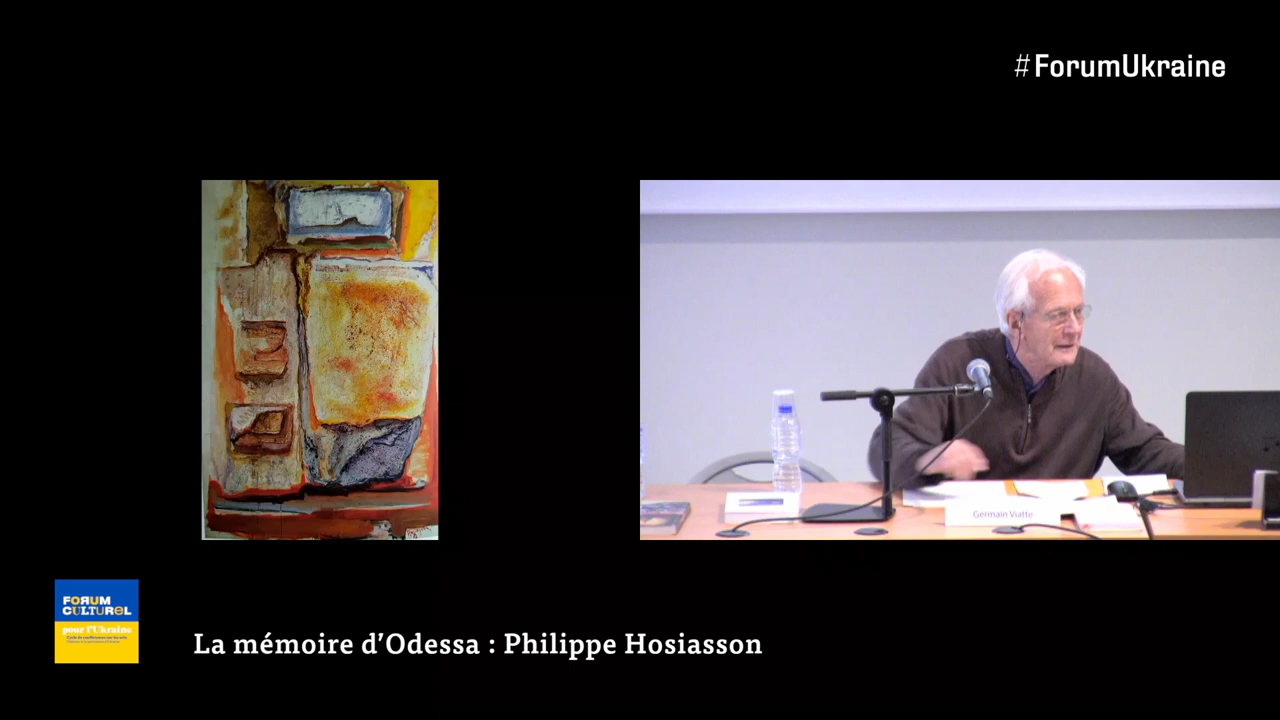 #ForumUkraine
Germain Viatte
FORUM
CULTUREL
pour l'Ukraine
La mémoire d'Odessa : Philippe Hosiasson